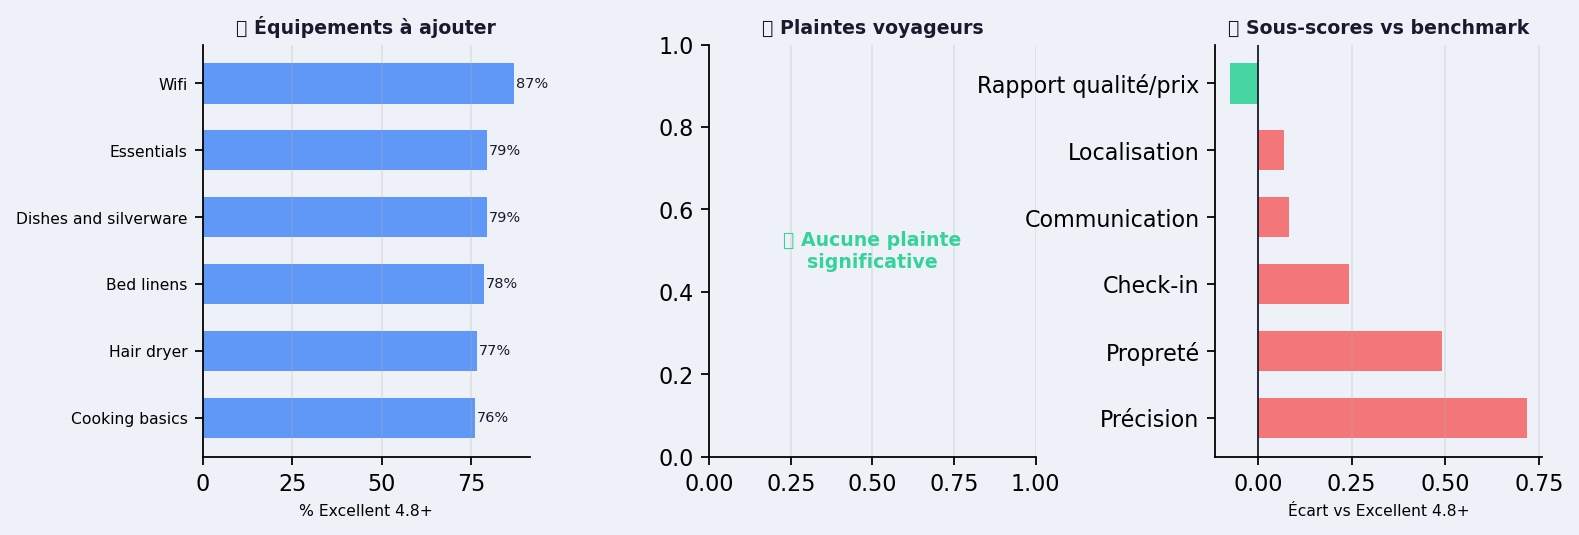 Équipements à ajouter
Wifi
87%
Essentials
79%
Dishes and silverware
79%
Bed linens
78%
Hair dryer
77%
Cooking basics
76%
0 25 50 75
% Excellent 4.8+
Plaintes voyageurs
1.0
0.8
0.6
0.4
0.2
0.0
Aucune plainte
significative
0.00 0.25 0.50 0.75 1.00
Sous-scores vs benchmark
Rapport qualité/prix
Localisation
Communication
Check-in
Propreté
Précision
0.00 0.25 0.50 0.75
Écart vs Excellent 4.8+